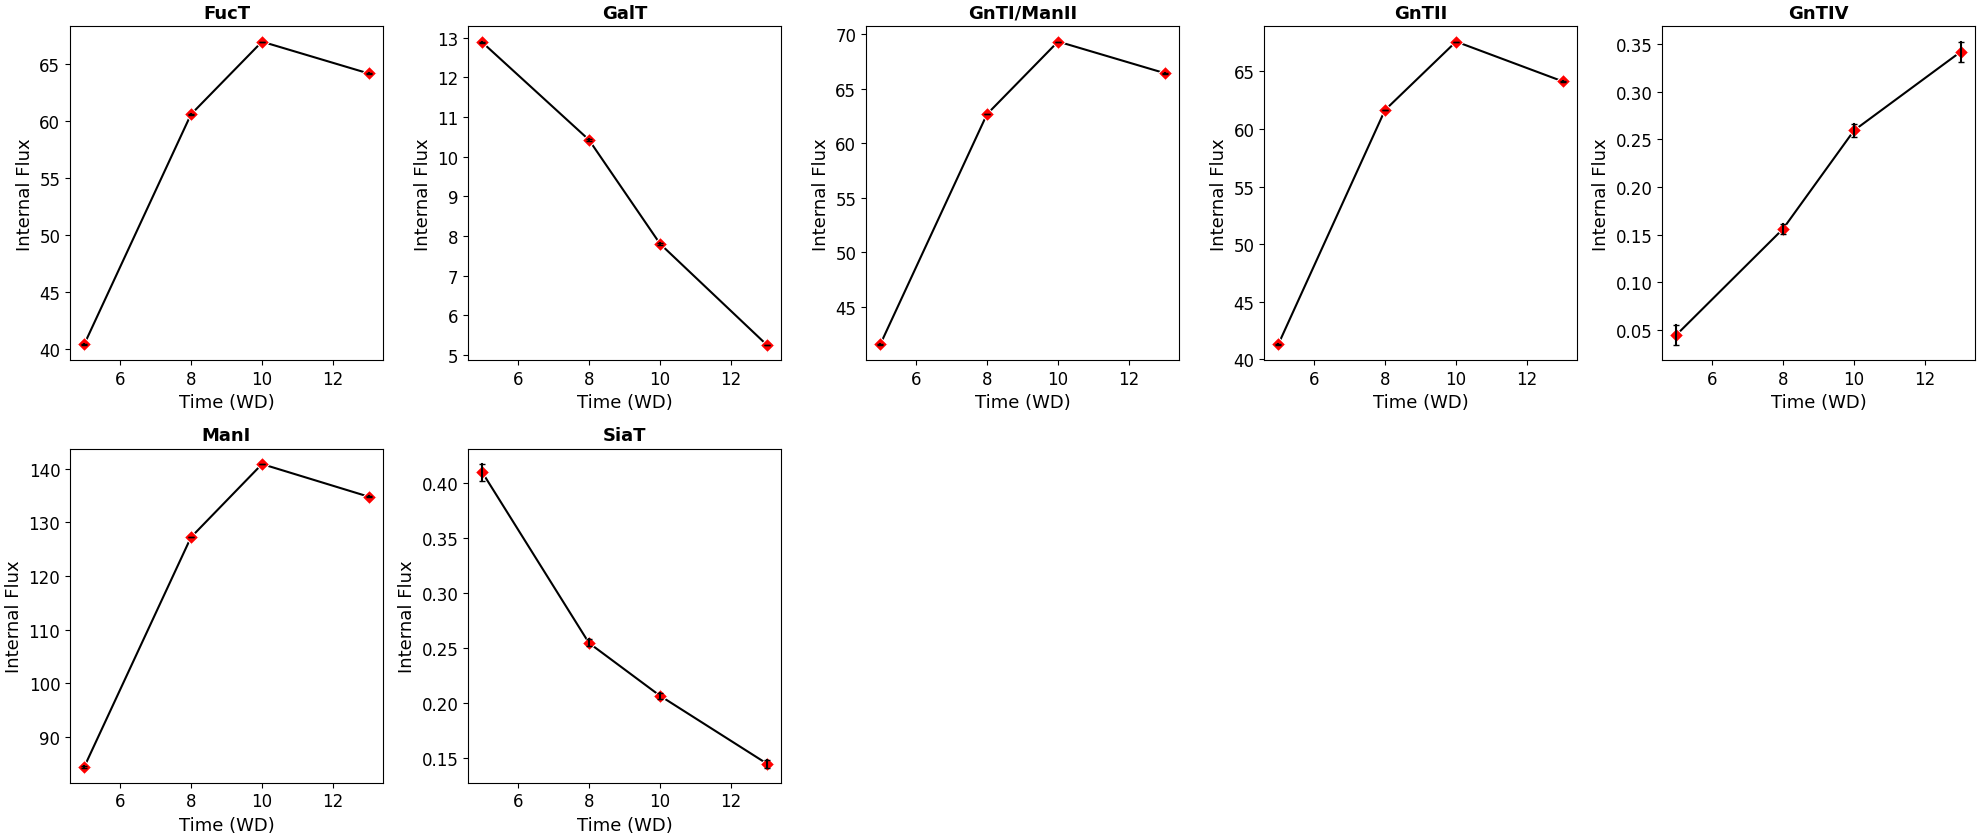 FucT
Internal Flux
65
60
55
50
45
40
6 8 10 12
Time (WD)
GalT
Internal Flux
13
12
11
10
9
8
7
6
5
6 8 10 12
Time (WD)
GnTI/ManII
Internal Flux
70
65
60
55
50
45
6 8 10 12
Time (WD)
GnTII
Internal Flux
65
60
55
50
45
40
6 8 10 12
Time (WD)
GnTIV
Internal Flux
0.35
0.30
0.25
0.20
0.15
0.10
0.05
6 8 10 12
Time (WD)
ManI
Internal Flux
140
130
120
110
100
90
6 8 10 12
Time (WD)
SiaT
Internal Flux
0.40
0.35
0.30
0.25
0.20
0.15
6 8 10 12
Time (WD)